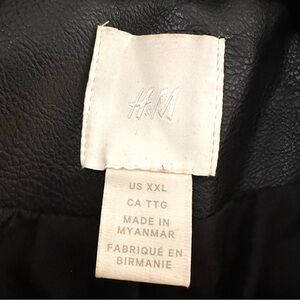 H&M
US XXL
CA TTG
MADE IN
MYANMAR
FABRIQUÉ EN
BIRMANIE